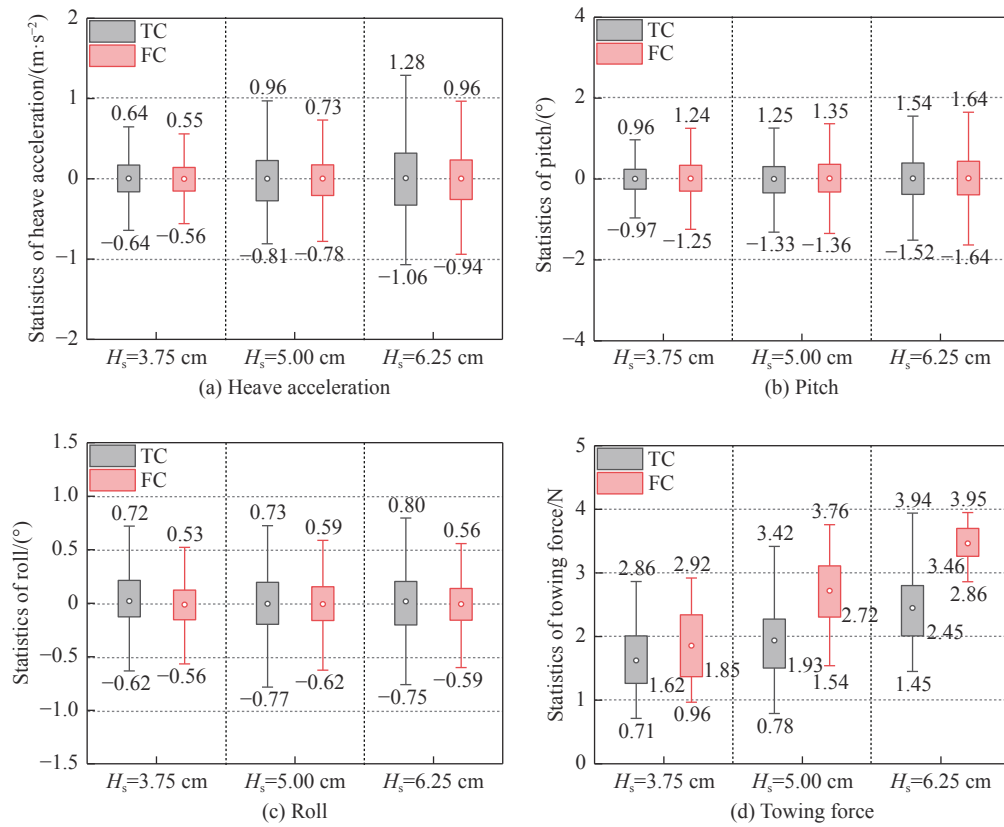 Statistics of heave acceleration/(m·s⁻²)
2
1
0
−1
−2
TC
FC
0.64
0.55
0.96
0.73
1.28
0.96
−0.64
−0.56
−0.81
−0.78
−1.06
−0.94
Hs=3.75 cm
Hs=5.00 cm
Hs=6.25 cm
(a) Heave acceleration
Statistics of pitch/(°)
4
2
0
−2
−4
TC
FC
0.96
1.24
1.25
1.35
1.54
1.64
−0.97
−1.25
−1.33
−1.36
−1.52
−1.64
Hs=3.75 cm
Hs=5.00 cm
Hs=6.25 cm
(b) Pitch
Statistics of roll/(°)
1.5
1.0
0.5
0
−0.5
−1.0
−1.5
TC
FC
0.72
0.53
0.73
0.59
0.80
0.56
−0.62
−0.56
−0.77
−0.62
−0.75
−0.59
Hs=3.75 cm
Hs=5.00 cm
Hs=6.25 cm
(c) Roll
Statistics of towing force/N
5
4
3
2
1
0
TC
FC
2.86
2.92
3.42
3.76
3.94
3.95
1.62
1.85
1.93
2.72
2.45
3.46
0.71
0.96
0.78
1.54
1.45
2.86
Hs=3.75 cm
Hs=5.00 cm
Hs=6.25 cm
(d) Towing force